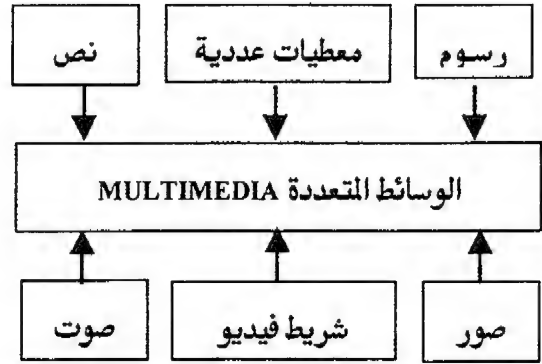 رسوم
معطيات عددية
نص
الوسائط المتعددة MULTIMEDIA
صور
شريط فيديو
صوت